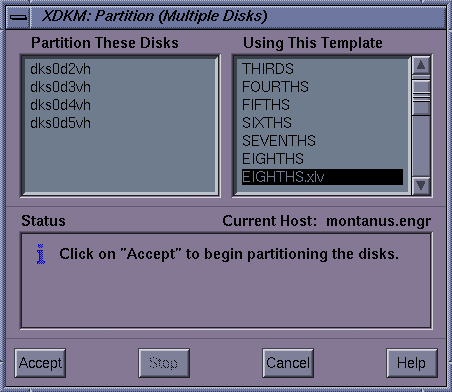 XDKM: Partition (Multiple Disks)
Partition These Disks
dks0d2vh
dks0d3vh
dks0d4vh
dks0d5vh
Using This Template
THIRDS
FOURTHS
FIFTHS
SIXTHS
SEVENTHS
EIGHTHS
EIGHTHS.xlv
Status
Current Host: montanus.engr
Click on "Accept" to begin partitioning the disks.
Accept
Stop
Cancel
Help